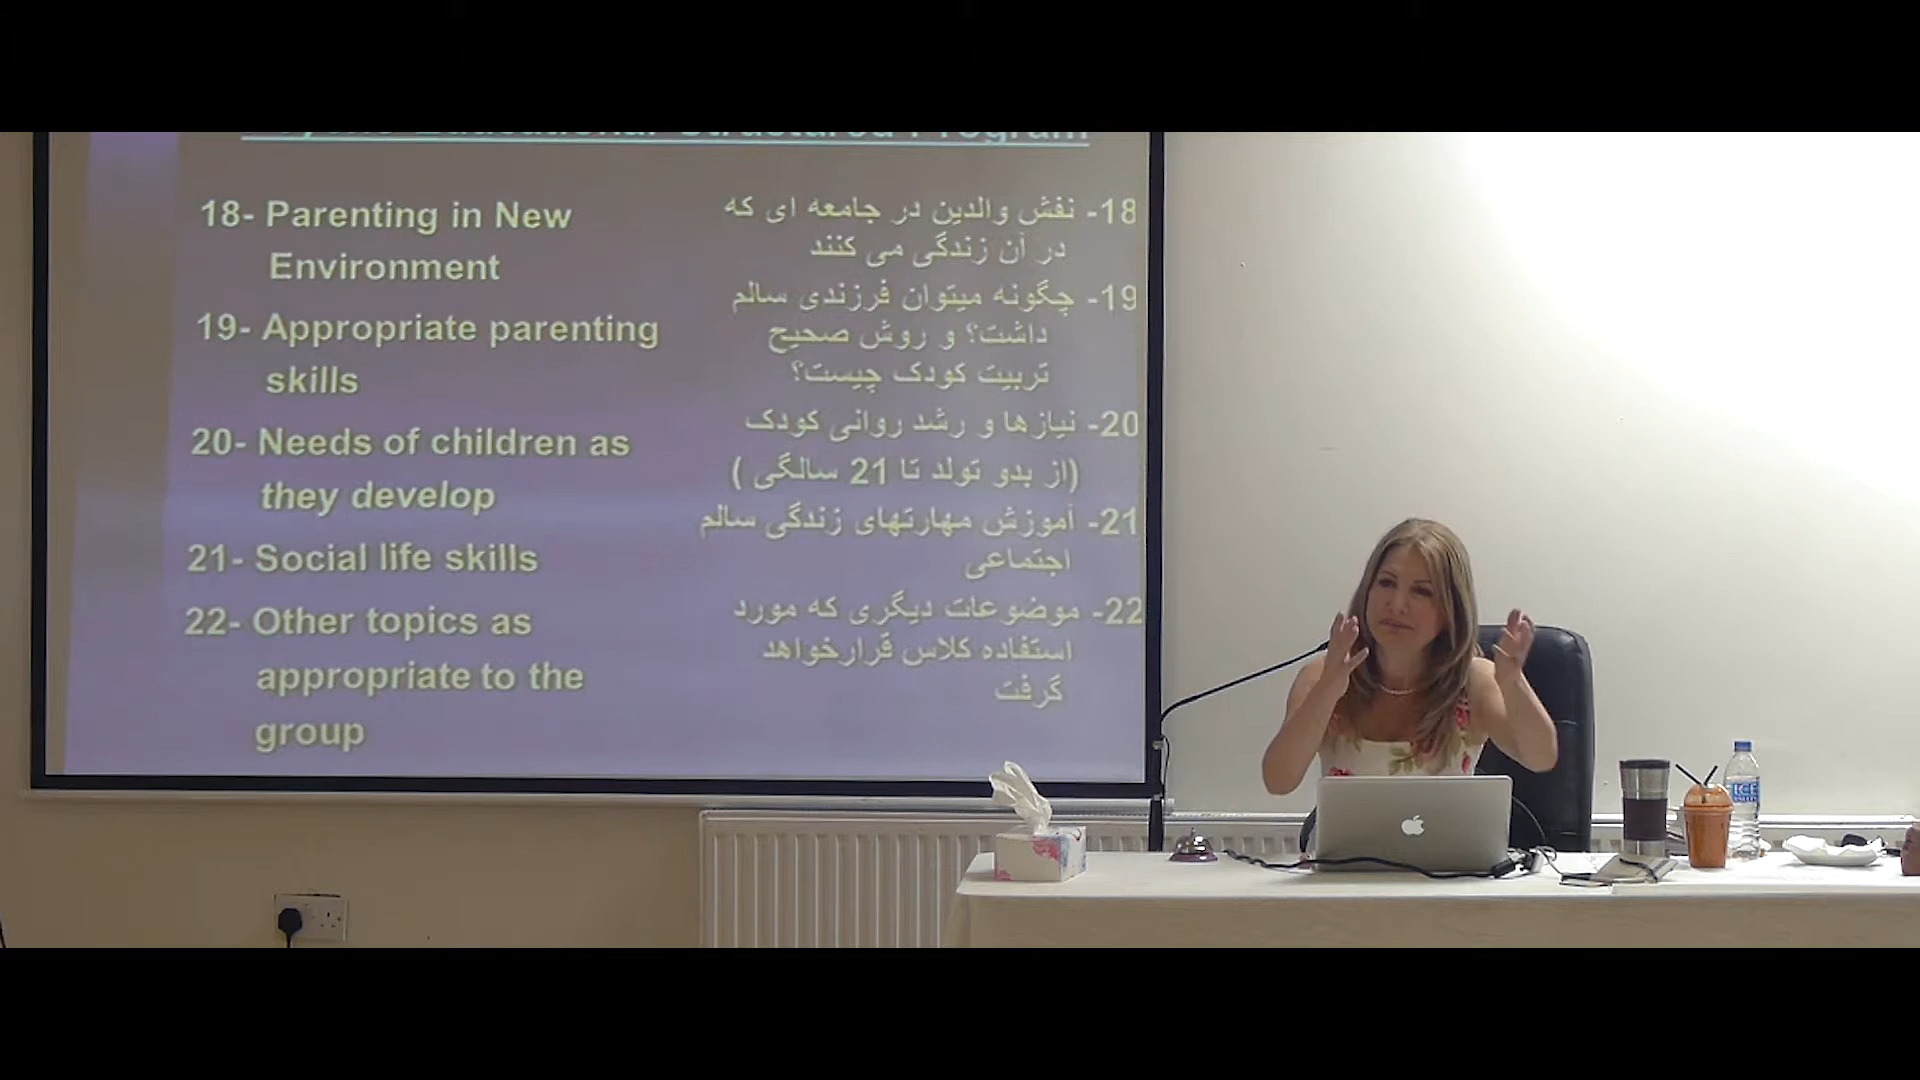 Educational Structured Program
18- Parenting in New
Environment
19- Appropriate parenting
skills
20- Needs of children as
they develop
21- Social life skills
22- Other topics as
appropriate to the
group
18- نقش والدین در جامعه ای که
در آن زندگی می کنند
19- چگونه میتوان فرزندی سالم
داشت؟ و روش صحیح
تربیت کودک چیست؟
20- نیازها و رشد روانی کودک
(از بدو تولد تا 21 سالگی )
21- آموزش مهارتهای زندگی سالم
اجتماعی
22- موضوعات دیگری که مورد
استفاده کلاس قرارخواهد
گرفت
ICE